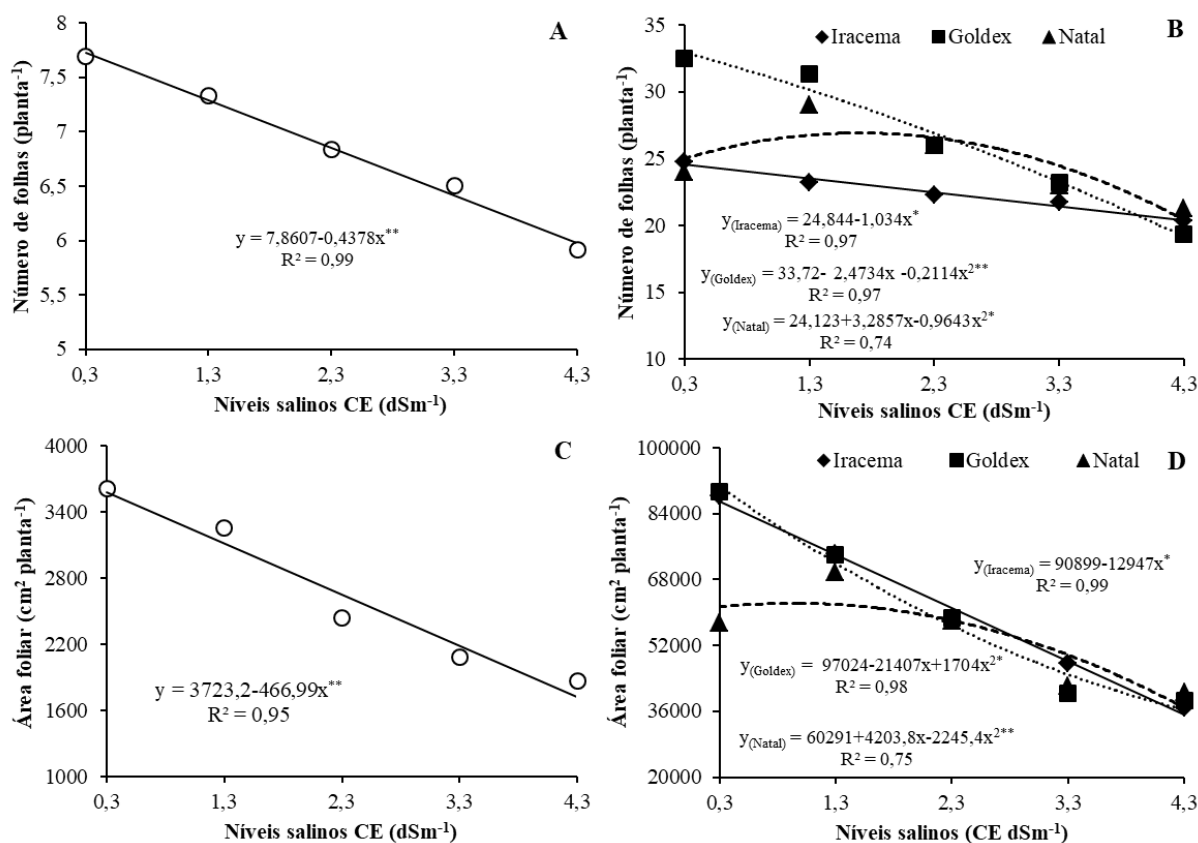 A
Número de folhas (planta⁻¹)
8
7,5
7
6,5
6
5,5
5
y = 7,8607-0,4378x**
R² = 0,99
0,3 1,3 2,3 3,3 4,3
Níveis salinos CE (dSm⁻¹)
B
Iracema Goldex Natal
Número de folhas (planta⁻¹)
35
30
25
20
15
10
y(Iracema) = 24,844-1,034x*
R² = 0,97
y(Goldex) = 33,72- 2,4734x -0,2114x²**
R² = 0,97
y(Natal) = 24,123+3,2857x-0,9643x²*
R² = 0,74
0,3 1,3 2,3 3,3 4,3
Níveis salinos CE (dSm⁻¹)
C
Área foliar (cm² planta⁻¹)
4000
3400
2800
2200
1600
1000
y = 3723,2-466,99x**
R² = 0,95
0,3 1,3 2,3 3,3 4,3
Níveis salinos CE (dSm⁻¹)
Iracema Goldex Natal D
Área foliar (cm² planta⁻¹)
100000
84000
68000
52000
36000
20000
y(Iracema) = 90899-12947x*
R² = 0,99
y(Goldex) = 97024-21407x+1704x²*
R² = 0,98
y(Natal) = 60291+4203,8x-2245,4x²**
R² = 0,75
0,3 1,3 2,3 3,3 4,3
Níveis salinos (CE dSm⁻¹)